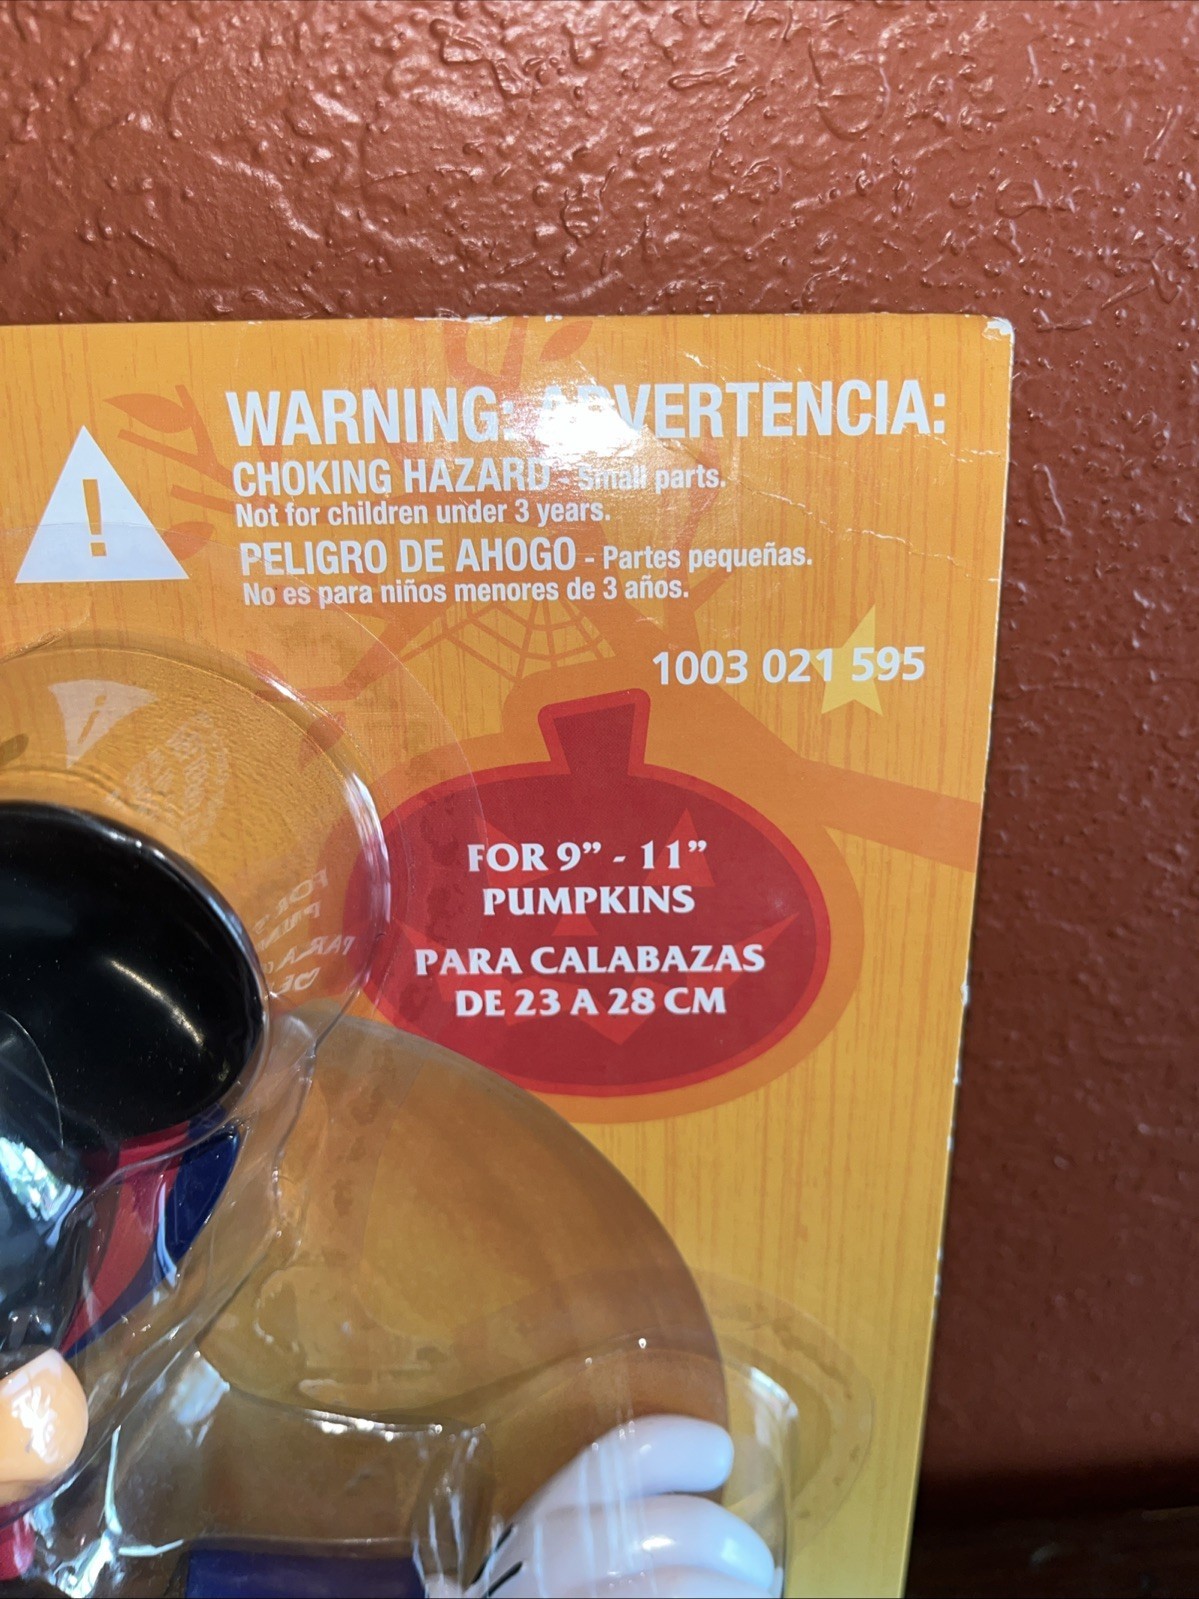 WARNING: ADVERTENCIA:
CHOKING HAZARD - Small parts.
Not for children under 3 years.
PELIGRO DE AHOGO - Partes pequeñas.
No es para niños menores de 3 años.
1003 021 595
FOR 9” - 11”
PUMPKINS
PARA CALABAZAS
DE 23 A 28 CM